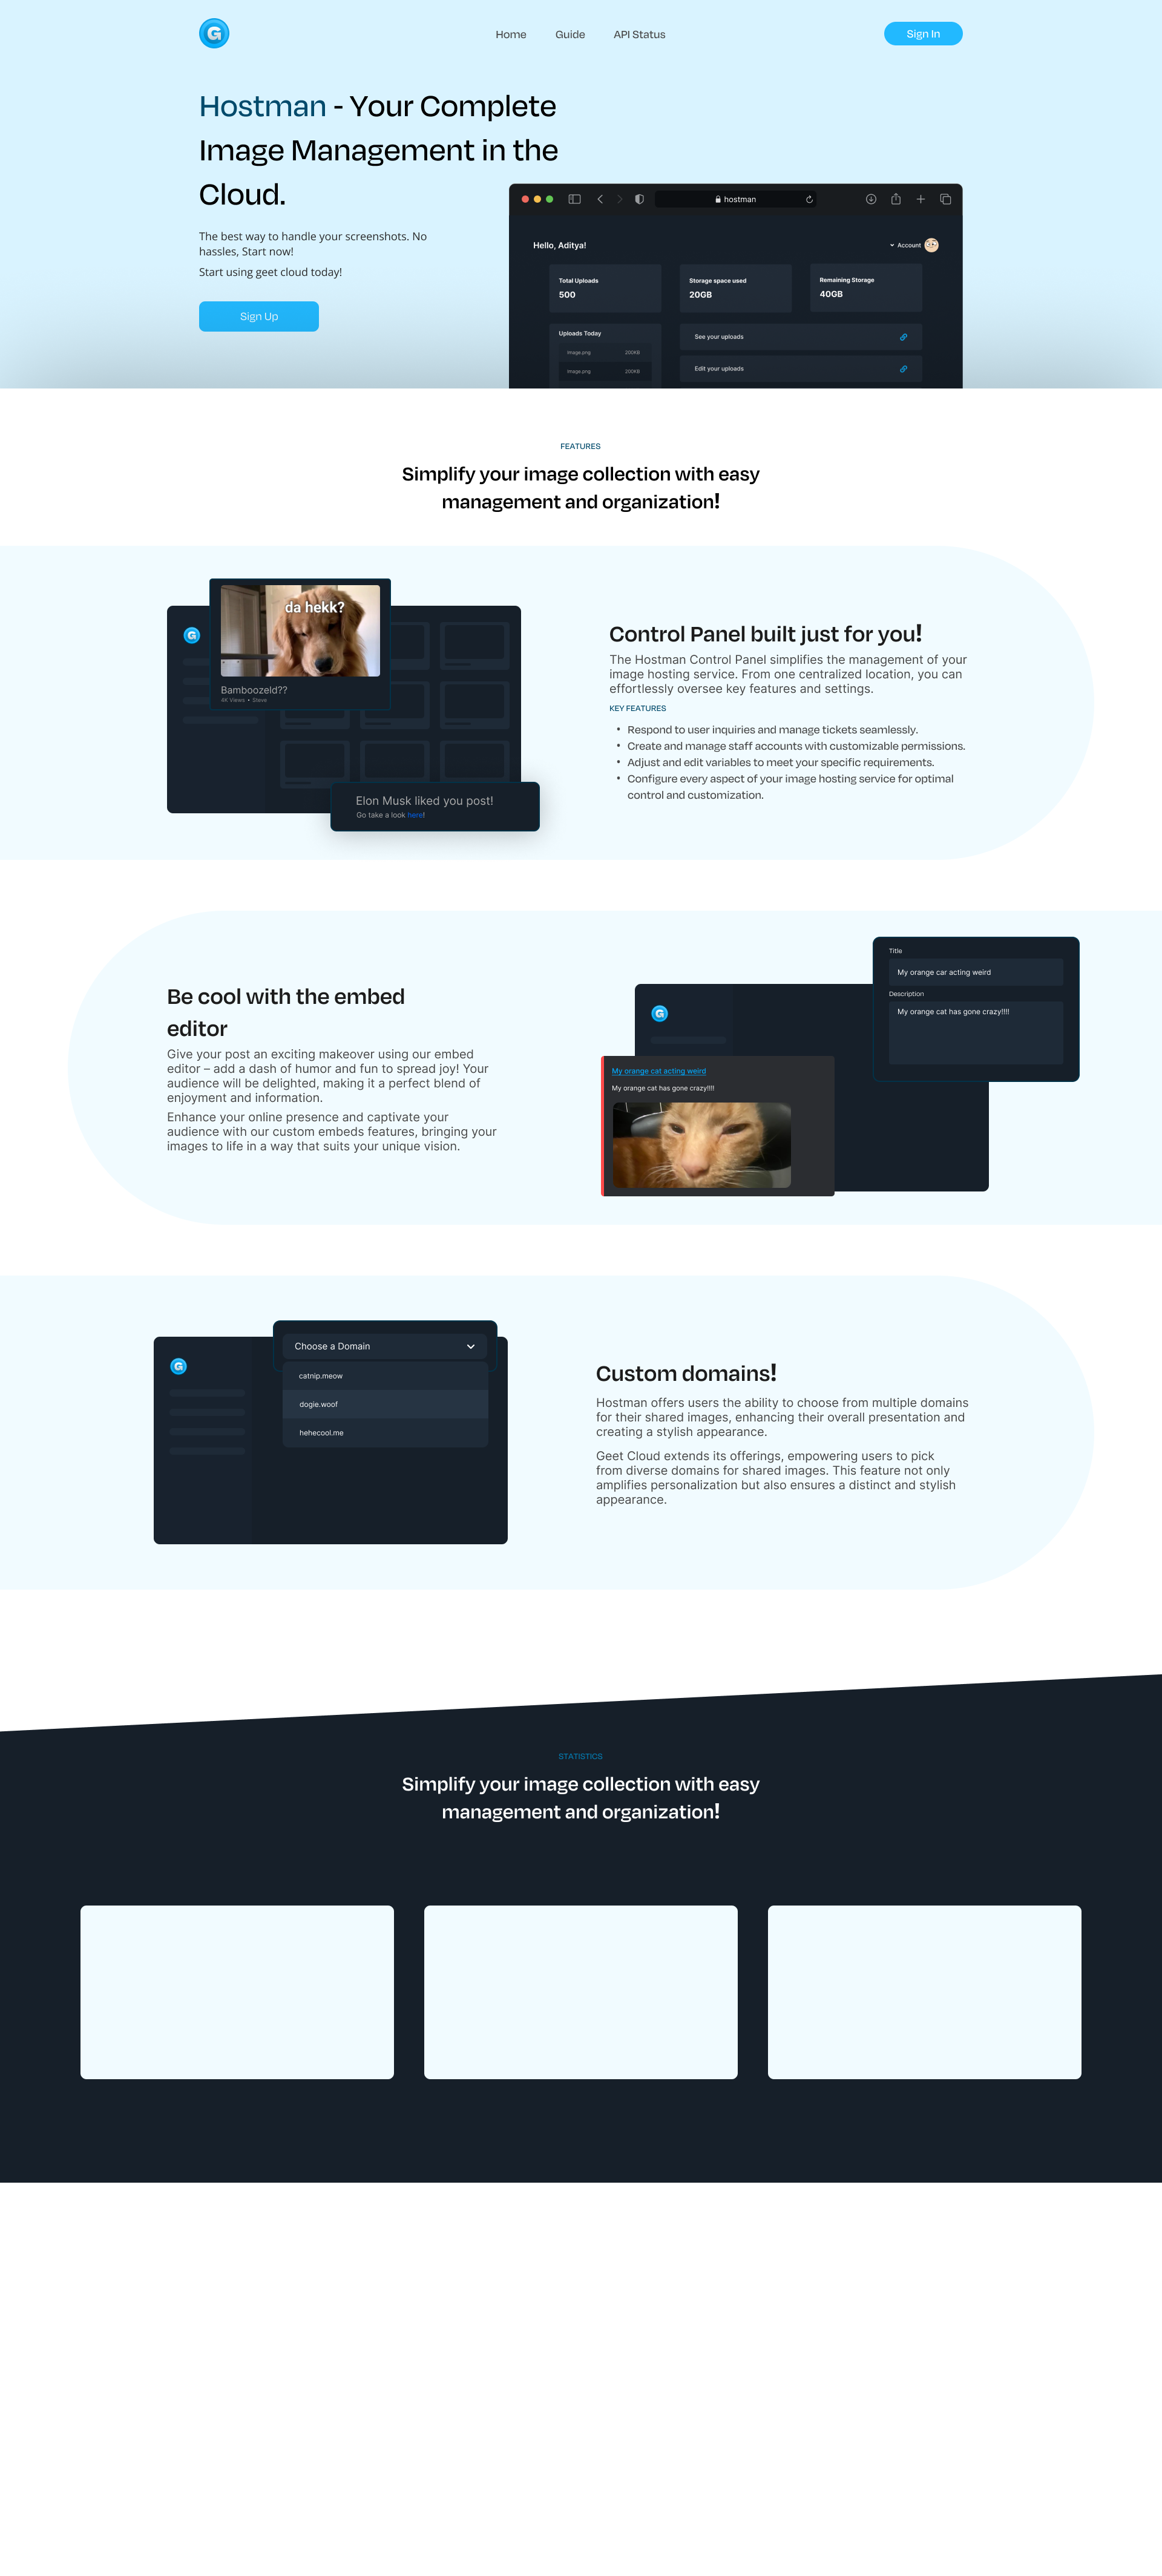 G
Home Guide API Status
Sign In
Hostman - Your Complete
Image Management in the
Cloud.
The best way to handle your screenshots. No
hassles, Start now!
Start using geet cloud today!
Sign Up
hostman
Hello, Aditya!
Account
Total Uploads
500
Storage space used
20GB
Remaining Storage
40GB
Uploads Today
Image.png 200KB
Image.png 200KB
See your uploads
Edit your uploads
FEATURES
Simplify your image collection with easy
management and organization!
G
da hekk?
Bamboozeld??
4K Views • Steve
Elon Musk liked you post!
Go take a look here!
Control Panel built just for you!
The Hostman Control Panel simplifies the management of your
image hosting service. From one centralized location, you can
effortlessly oversee key features and settings.
KEY FEATURES
• Respond to user inquiries and manage tickets seamlessly.
• Create and manage staff accounts with customizable permissions.
• Adjust and edit variables to meet your specific requirements.
• Configure every aspect of your image hosting service for optimal
control and customization.
Be cool with the embed
editor
Give your post an exciting makeover using our embed
editor – add a dash of humor and fun to spread joy! Your
audience will be delighted, making it a perfect blend of
enjoyment and information.
Enhance your online presence and captivate your
audience with our custom embeds features, bringing your
images to life in a way that suits your unique vision.
G
Title
My orange car acting weird
Description
My orange cat has gone crazy!!!!
My orange cat acting weird
My orange cat has gone crazy!!!!
G
Choose a Domain
catnip.meow
dogie.woof
hehecool.me
Custom domains!
Hostman offers users the ability to choose from multiple domains
for their shared images, enhancing their overall presentation and
creating a stylish appearance.
Geet Cloud extends its offerings, empowering users to pick
from diverse domains for shared images. This feature not only
amplifies personalization but also ensures a distinct and stylish
appearance.
STATISTICS
Simplify your image collection with easy
management and organization!